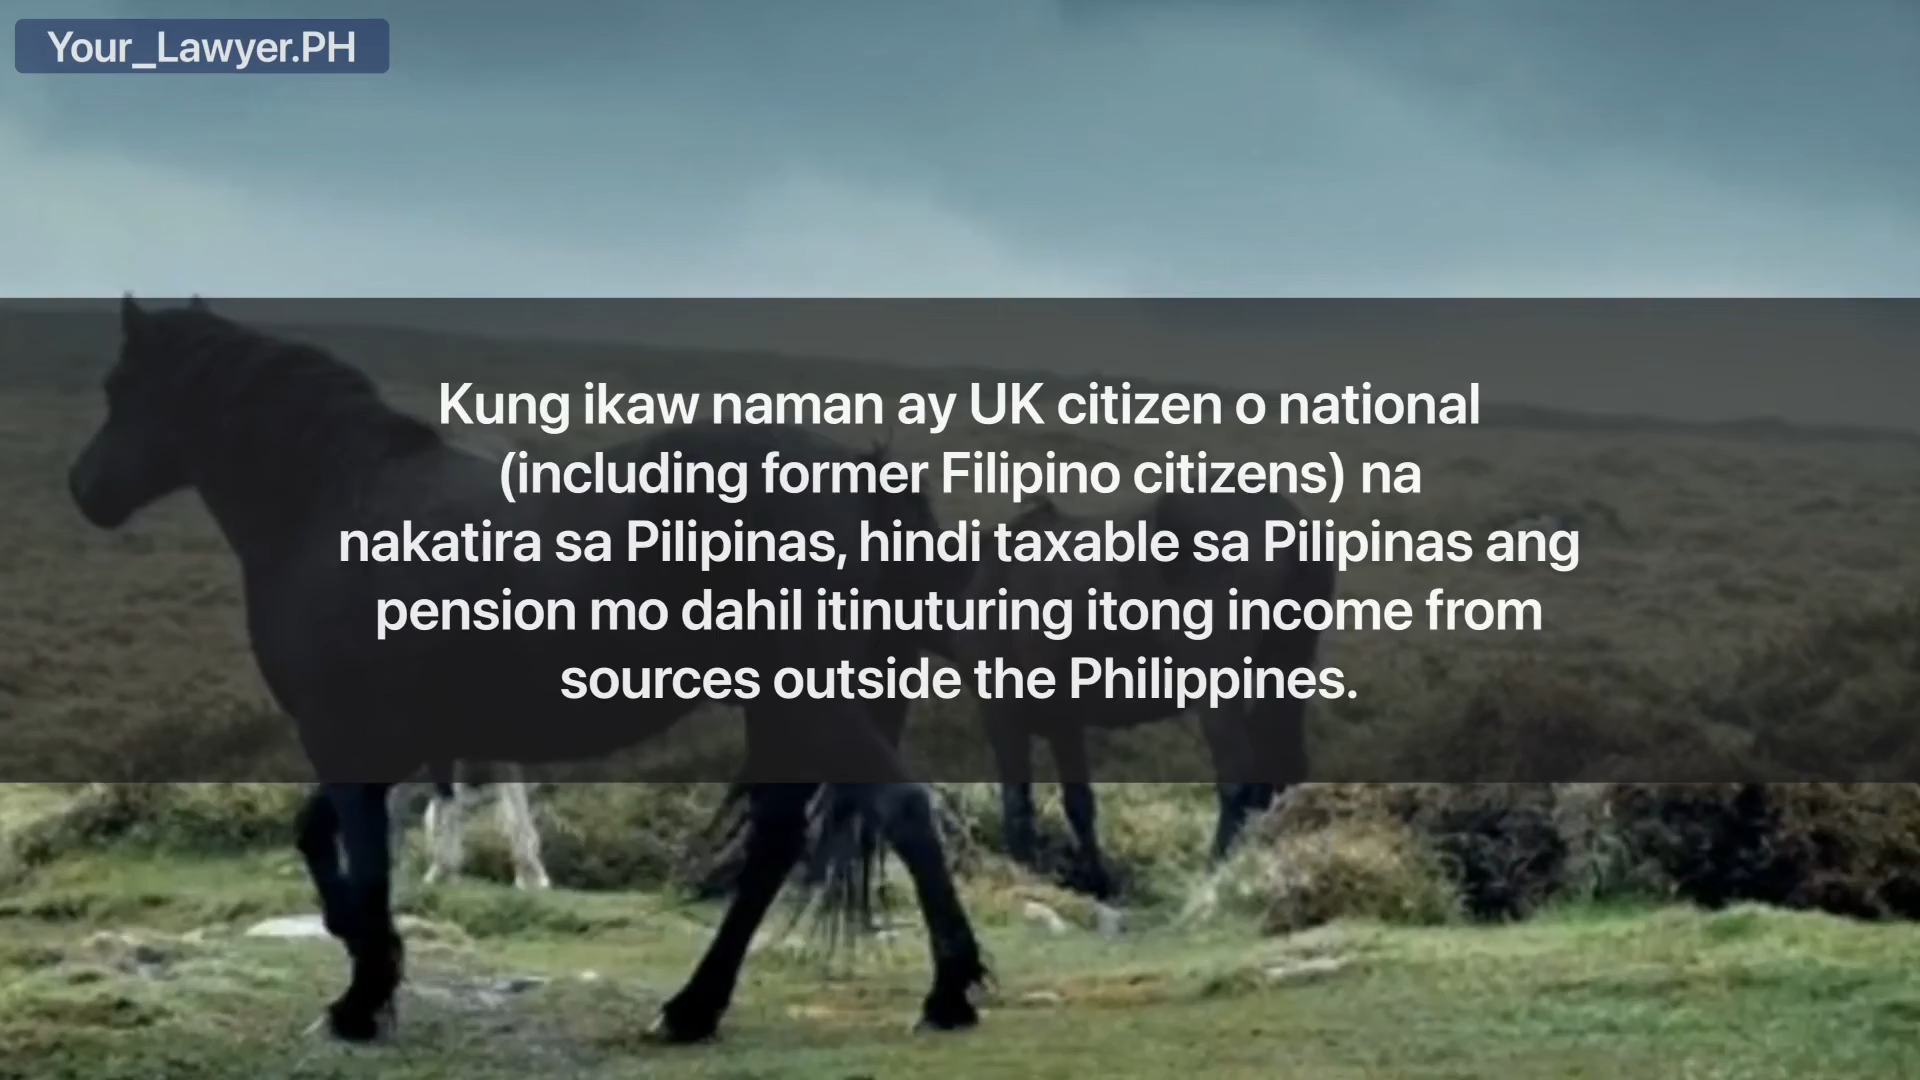 Your_Lawyer.PH
Kung ikaw naman ay UK citizen o national
(including former Filipino citizens) na
nakatira sa Pilipinas, hindi taxable sa Pilipinas ang
pension mo dahil itinuturing itong income from
sources outside the Philippines.